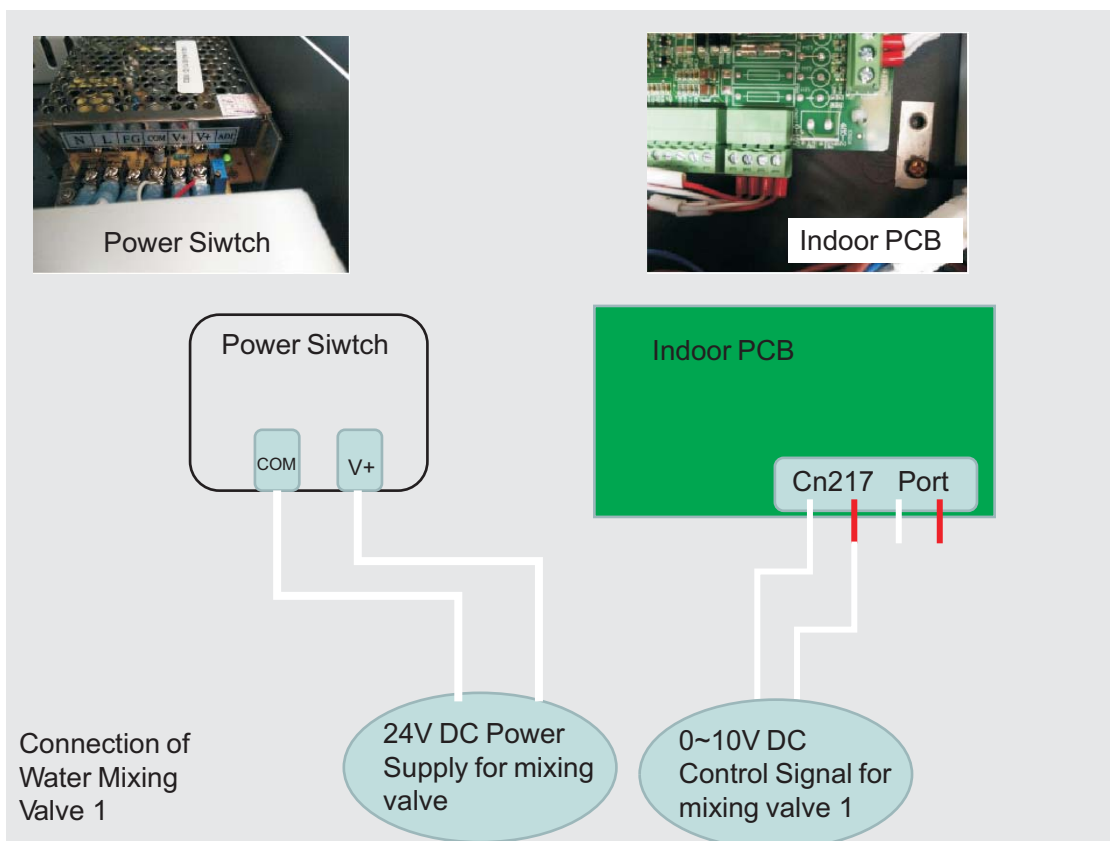 N L FG COM V+ V+ ADJ
Power Siwtch
Indoor PCB
Power Siwtch
COM
V+
Indoor PCB
Cn217 Port
24V DC Power
Supply for mixing
valve
0~10V DC
Control Signal for
mixing valve 1
Connection of
Water Mixing
Valve 1